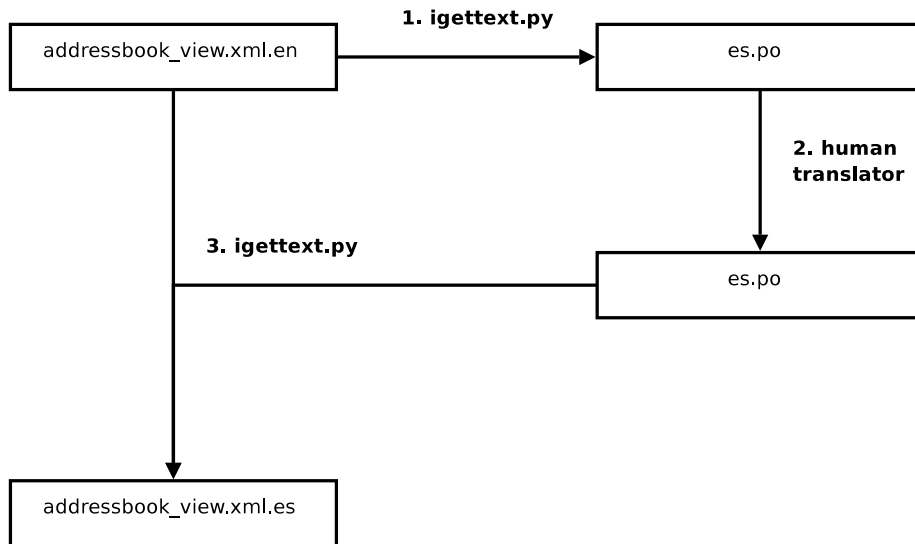 1. igettext.py
addressbook_view.xml.en
es.po
2. human
translator
3. igettext.py
es.po
addressbook_view.xml.es